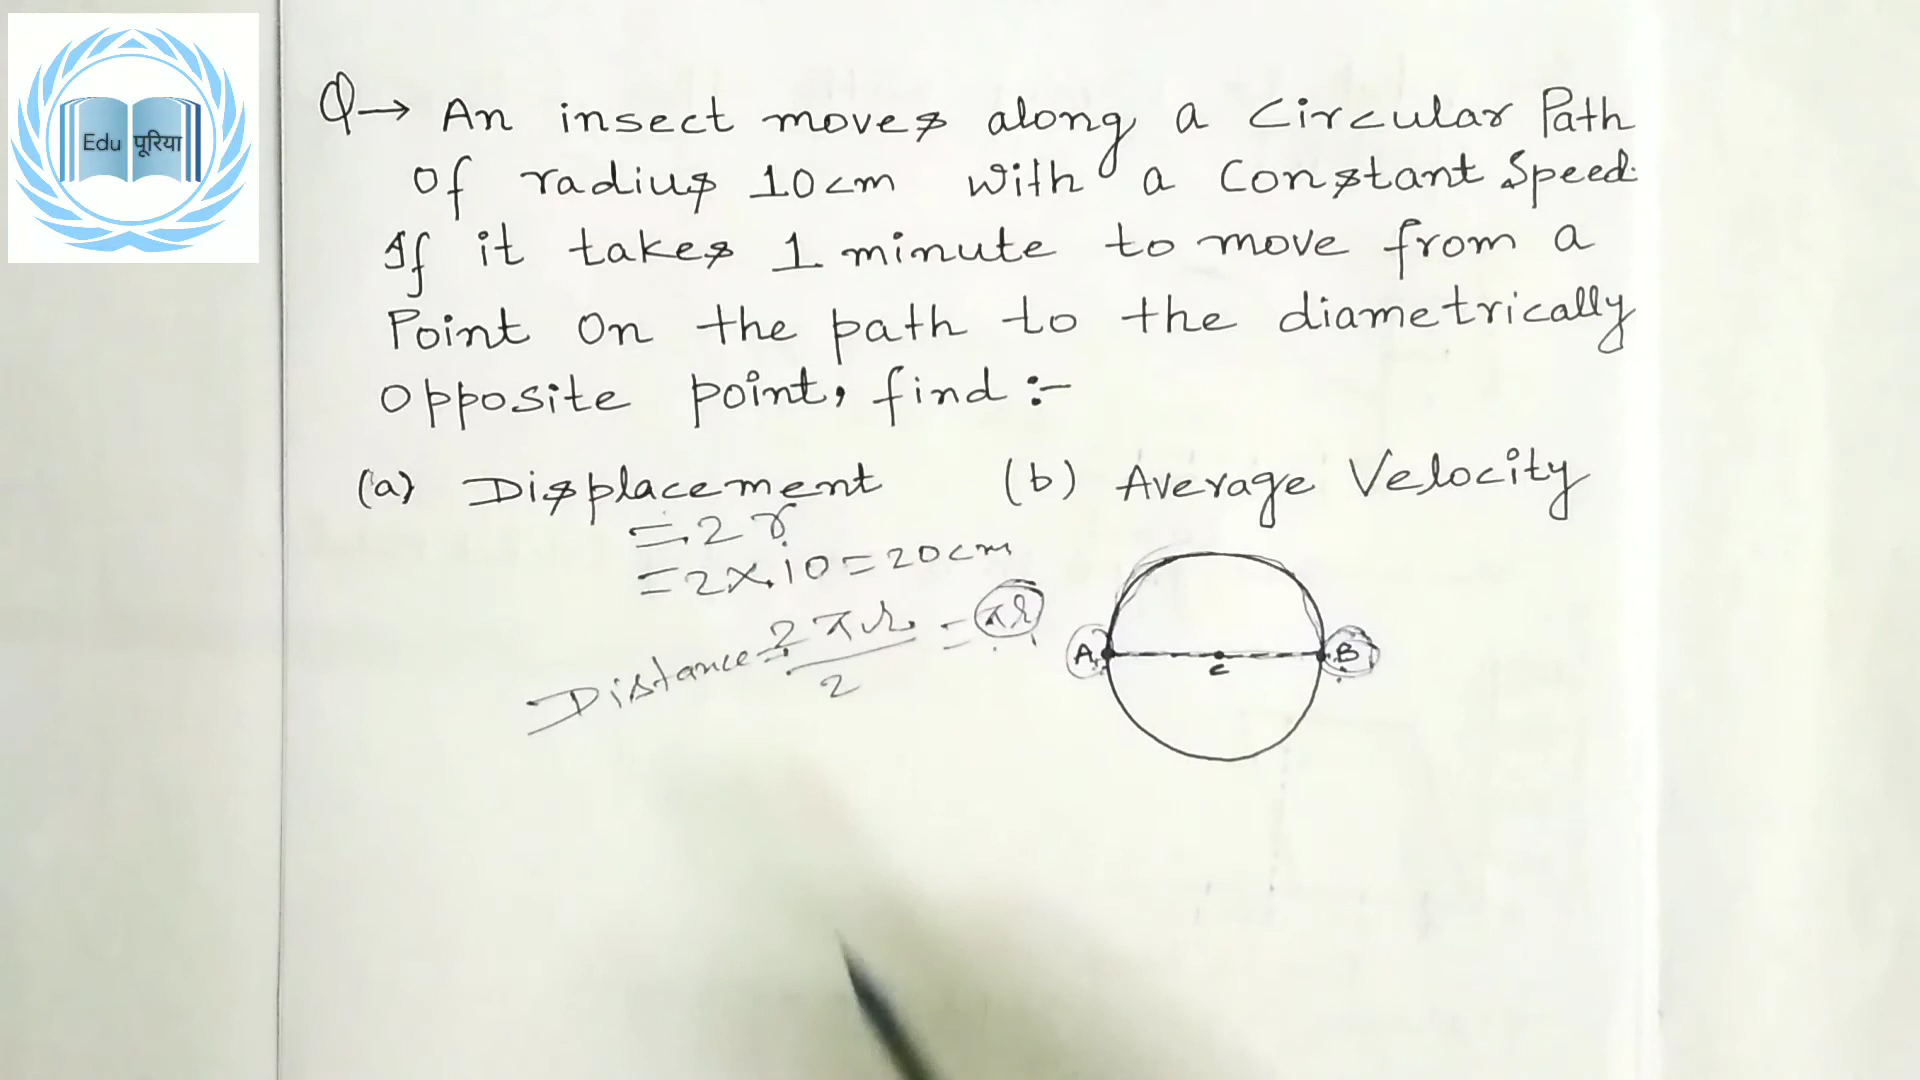 Edu पूरिया
Q→ An insect moves along a Circular Path
of radius 10cm with a Constant Speed.
If it takes 1 minute to move from a
Point On the path to the diametrically
Opposite point, find :-
(a) Displacement (b) Average Velocity
= 2r
= 2×10 = 20cm
Distance = 2πr/2 = πr
A C B